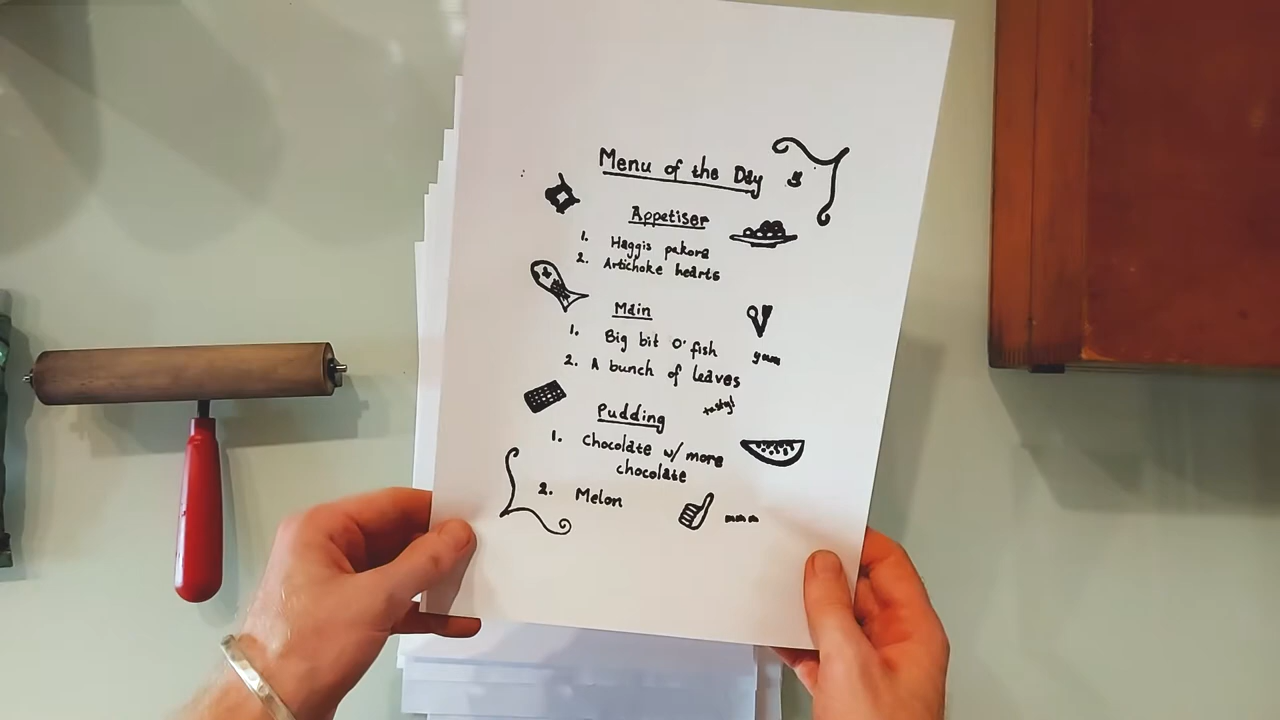 Menu of the Day
Appetiser
1. Haggis pakora
2. Artichoke hearts
Main
1. Big bit o' fish
yum
2. A bunch of leaves
tasty!
Pudding
1. Chocolate w/ more
chocolate
2. Melon
mmm